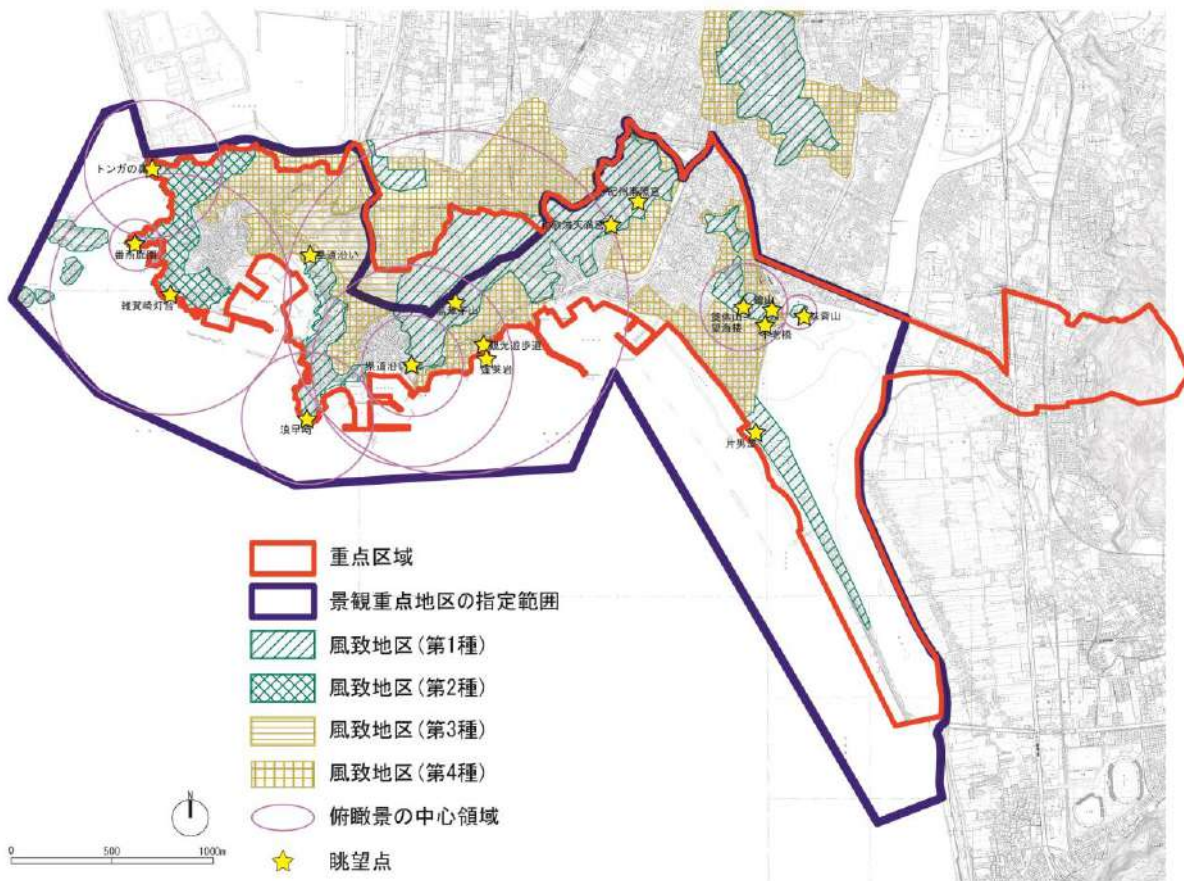 トンガの鼻
番所庭園
雑賀崎灯台
県道沿い
浪早崎
高津子山
県道沿い
観光遊歩道
蓬莱岩
紀州東照宮
和歌浦天満宮
奠供山
望海楼
鏡山
不老橋
妹背山
片男波
重点区域
景観重点地区の指定範囲
風致地区(第1種)
風致地区(第2種)
風致地区(第3種)
風致地区(第4種)
俯瞰景の中心領域
眺望点
N
0 500 1000m